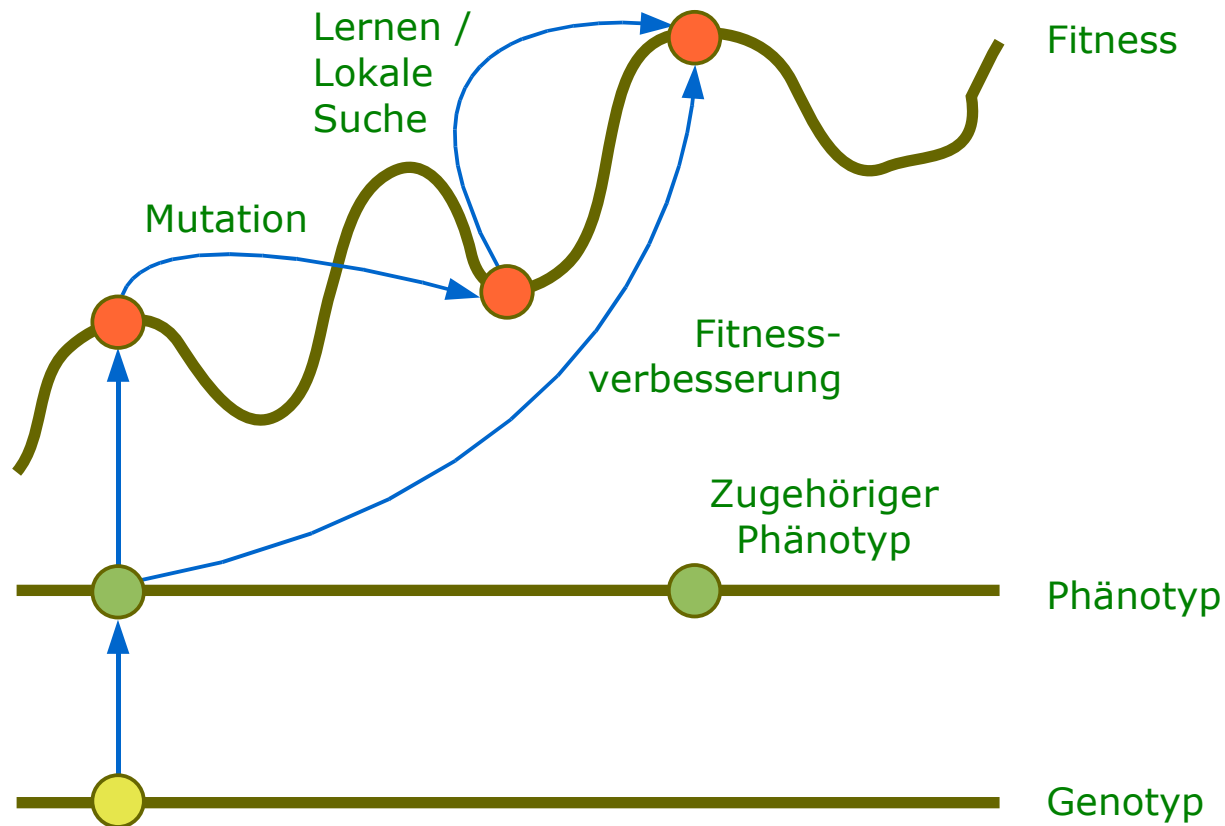 Lernen /
Lokale
Suche
Fitness
Mutation
Fitness-
verbesserung
Zugehöriger
Phänotyp
Phänotyp
Genotyp